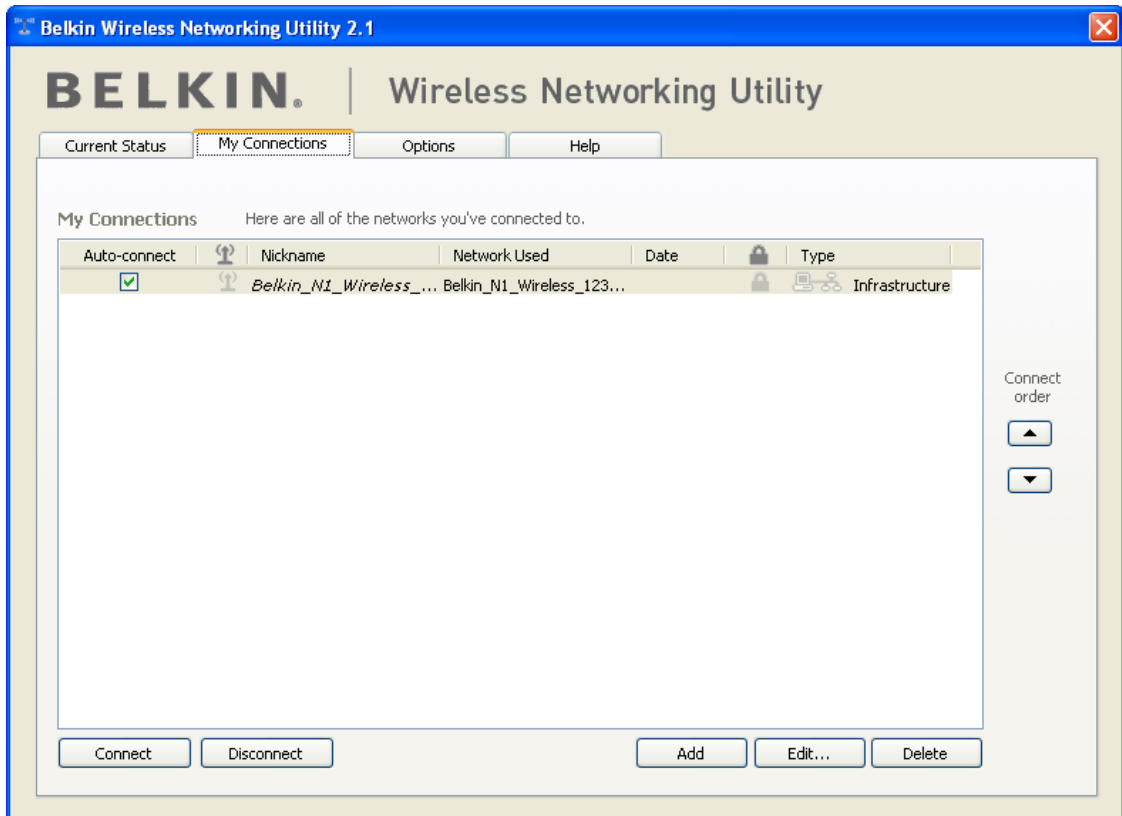 Belkin Wireless Networking Utility 2.1
BELKIN. Wireless Networking Utility
Current Status My Connections Options Help
My Connections Here are all of the networks you've connected to.
Auto-connect Nickname Network Used Date Type
Belkin_N1_Wireless_... Belkin_N1_Wireless_123... Infrastructure
Connect
order
Connect Disconnect Add Edit... Delete